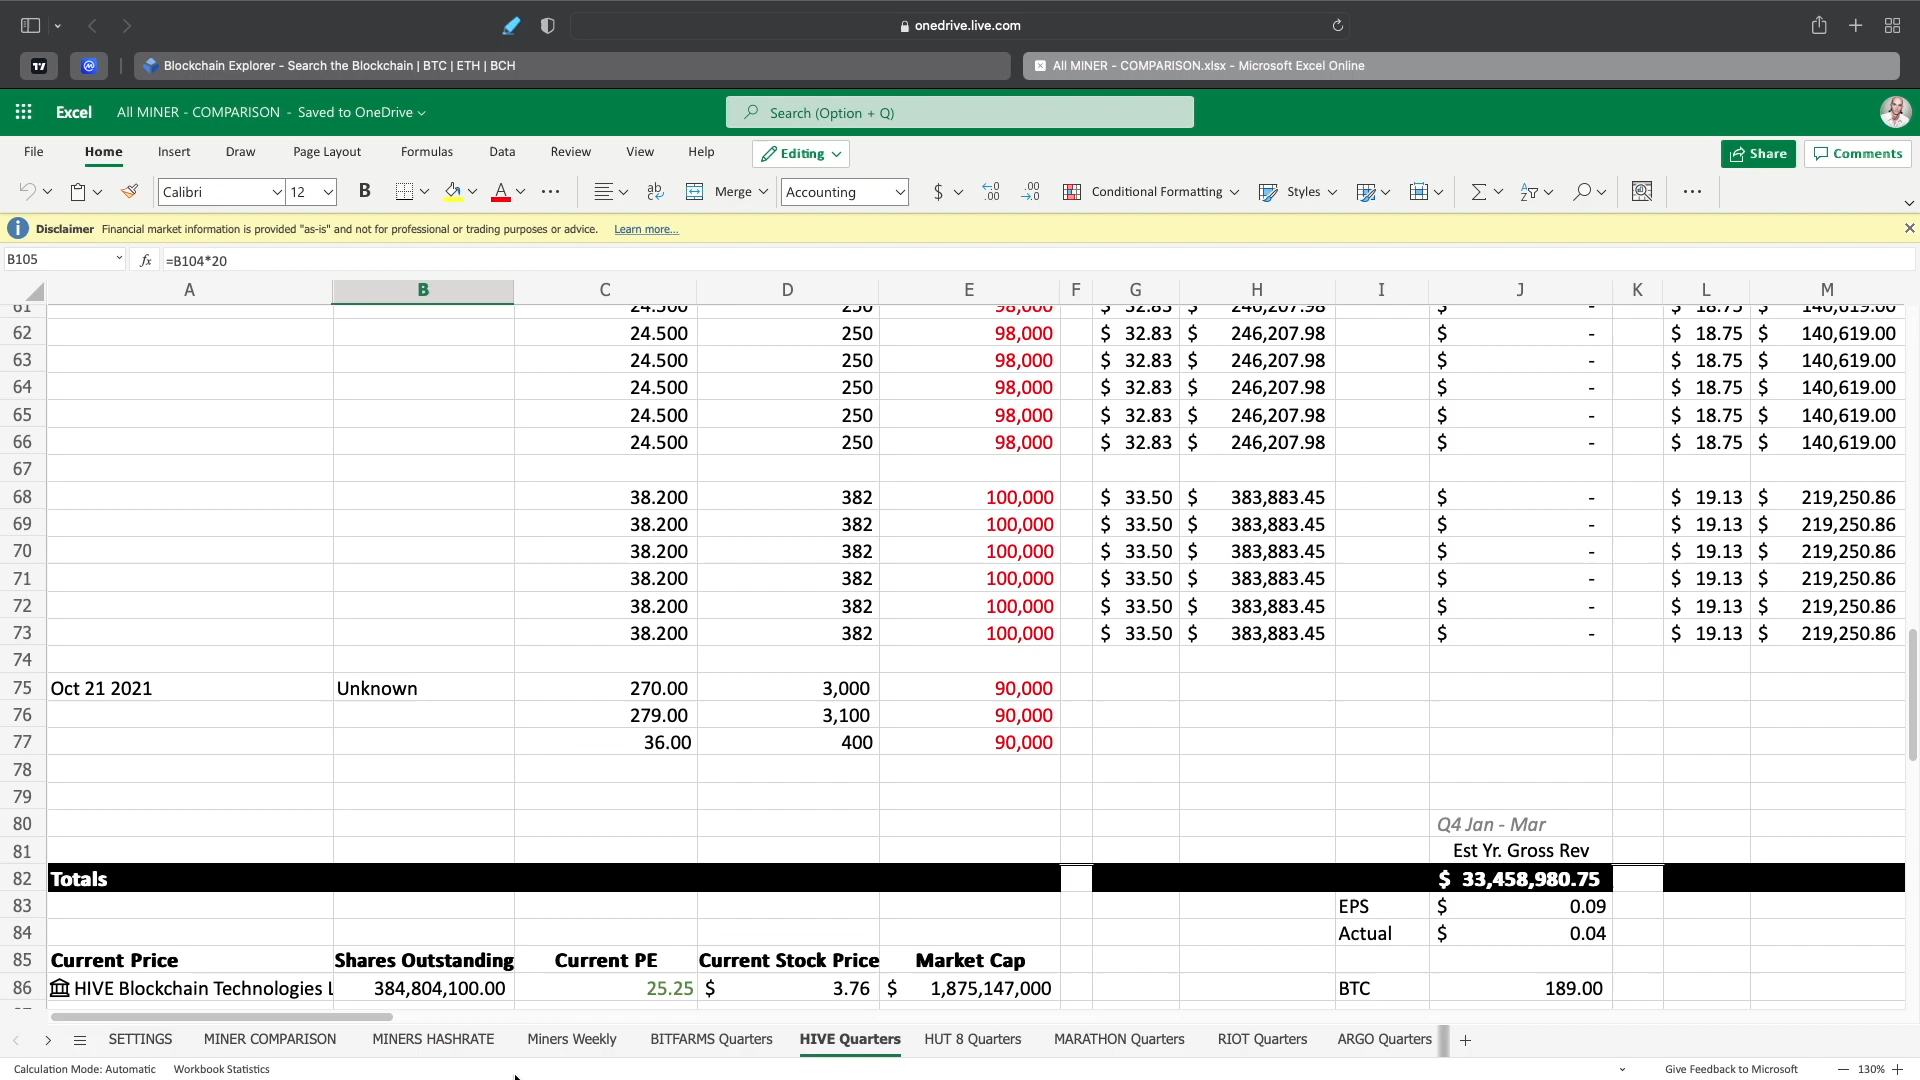 onedrive.live.com
Blockchain Explorer - Search the Blockchain | BTC | ETH | BCH
All MINER - COMPARISON.xlsx - Microsoft Excel Online
Excel All MINER - COMPARISON - Saved to OneDrive
Search (Option + Q)
File Home Insert Draw Page Layout Formulas Data Review View Help Editing Share Comments
Calibri 12 B A ab Merge Accounting $ Conditional Formatting Styles
Disclaimer Financial market information is provided "as-is" and not for professional or trading purposes or advice. Learn more...
B105 fx =B104*20
A B C D E F G H I J K L M
61 24.500 250 98,000 $ 32.83 $ 246,207.98 $ - $ 18.75 $ 140,619.00
62 24.500 250 98,000 $ 32.83 $ 246,207.98 $ - $ 18.75 $ 140,619.00
63 24.500 250 98,000 $ 32.83 $ 246,207.98 $ - $ 18.75 $ 140,619.00
64 24.500 250 98,000 $ 32.83 $ 246,207.98 $ - $ 18.75 $ 140,619.00
65 24.500 250 98,000 $ 32.83 $ 246,207.98 $ - $ 18.75 $ 140,619.00
66 24.500 250 98,000 $ 32.83 $ 246,207.98 $ - $ 18.75 $ 140,619.00
67
68 38.200 382 100,000 $ 33.50 $ 383,883.45 $ - $ 19.13 $ 219,250.86
69 38.200 382 100,000 $ 33.50 $ 383,883.45 $ - $ 19.13 $ 219,250.86
70 38.200 382 100,000 $ 33.50 $ 383,883.45 $ - $ 19.13 $ 219,250.86
71 38.200 382 100,000 $ 33.50 $ 383,883.45 $ - $ 19.13 $ 219,250.86
72 38.200 382 100,000 $ 33.50 $ 383,883.45 $ - $ 19.13 $ 219,250.86
73 38.200 382 100,000 $ 33.50 $ 383,883.45 $ - $ 19.13 $ 219,250.86
74
75 Oct 21 2021 Unknown 270.00 3,000 90,000
76 279.00 3,100 90,000
77 36.00 400 90,000
78
79
80 Q4 Jan - Mar
81 Est Yr. Gross Rev
82 Totals $ 33,458,980.75
83 EPS $ 0.09
84 Actual $ 0.04
85 Current Price Shares Outstanding Current PE Current Stock Price Market Cap
86 HIVE Blockchain Technologies L 384,804,100.00 25.25 $ 3.76 $ 1,875,147,000 BTC 189.00
SETTINGS MINER COMPARISON MINERS HASHRATE Miners Weekly BITFARMS Quarters HIVE Quarters HUT 8 Quarters MARATHON Quarters RIOT Quarters ARGO Quarters
Calculation Mode: Automatic Workbook Statistics Give Feedback to Microsoft 130%